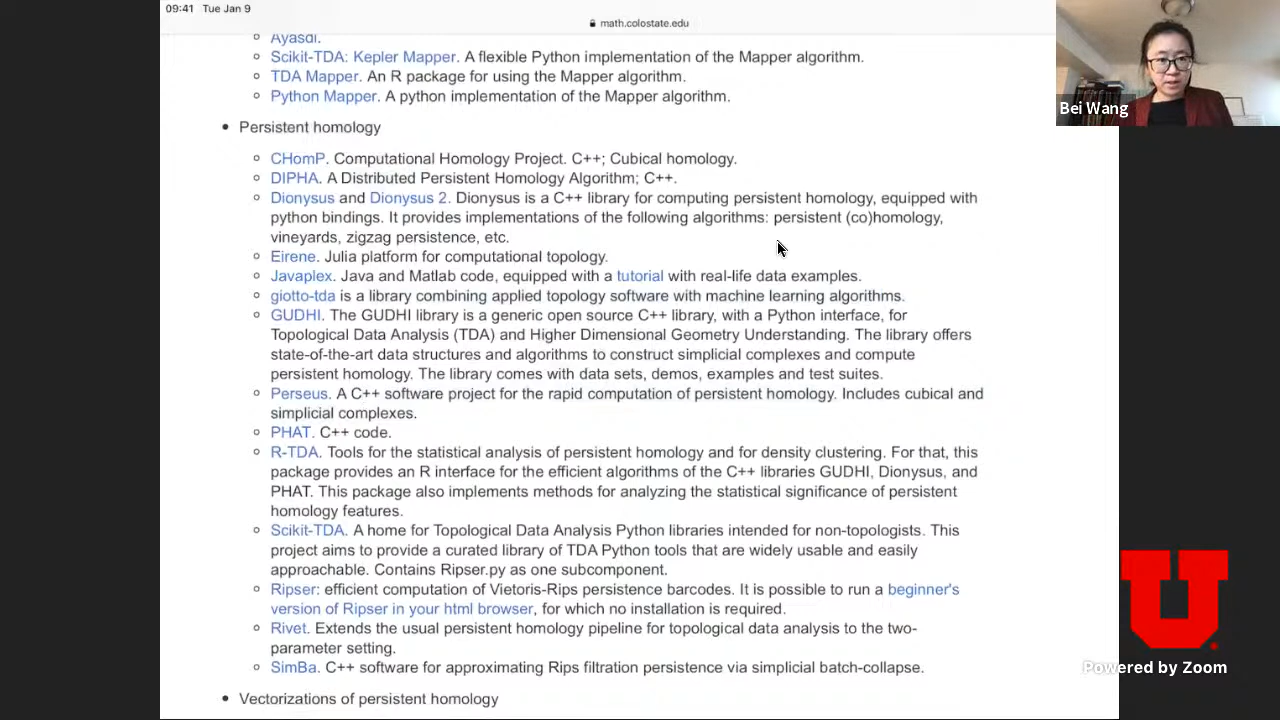 09:41 Tue Jan 9
math.colostate.edu
Ayasdi.
Scikit-TDA: Kepler Mapper. A flexible Python implementation of the Mapper algorithm.
TDA Mapper. An R package for using the Mapper algorithm.
Python Mapper. A python implementation of the Mapper algorithm.
Bei Wang
Persistent homology
CHomP. Computational Homology Project. C++; Cubical homology.
DIPHA. A Distributed Persistent Homology Algorithm; C++.
Dionysus and Dionysus 2. Dionysus is a C++ library for computing persistent homology, equipped with
python bindings. It provides implementations of the following algorithms: persistent (co)homology,
vineyards, zigzag persistence, etc.
Eirene. Julia platform for computational topology.
Javaplex. Java and Matlab code, equipped with a tutorial with real-life data examples.
giotto-tda is a library combining applied topology software with machine learning algorithms.
GUDHI. The GUDHI library is a generic open source C++ library, with a Python interface, for
Topological Data Analysis (TDA) and Higher Dimensional Geometry Understanding. The library offers
state-of-the-art data structures and algorithms to construct simplicial complexes and compute
persistent homology. The library comes with data sets, demos, examples and test suites.
Perseus. A C++ software project for the rapid computation of persistent homology. Includes cubical and
simplicial complexes.
PHAT. C++ code.
R-TDA. Tools for the statistical analysis of persistent homology and for density clustering. For that, this
package provides an R interface for the efficient algorithms of the C++ libraries GUDHI, Dionysus, and
PHAT. This package also implements methods for analyzing the statistical significance of persistent
homology features.
Scikit-TDA. A home for Topological Data Analysis Python libraries intended for non-topologists. This
project aims to provide a curated library of TDA Python tools that are widely usable and easily
approachable. Contains Ripser.py as one subcomponent.
Ripser: efficient computation of Vietoris-Rips persistence barcodes. It is possible to run a beginner's
version of Ripser in your html browser, for which no installation is required.
Rivet. Extends the usual persistent homology pipeline for topological data analysis to the two-
parameter setting.
SimBa. C++ software for approximating Rips filtration persistence via simplicial batch-collapse.
Vectorizations of persistent homology
U
Powered by Zoom